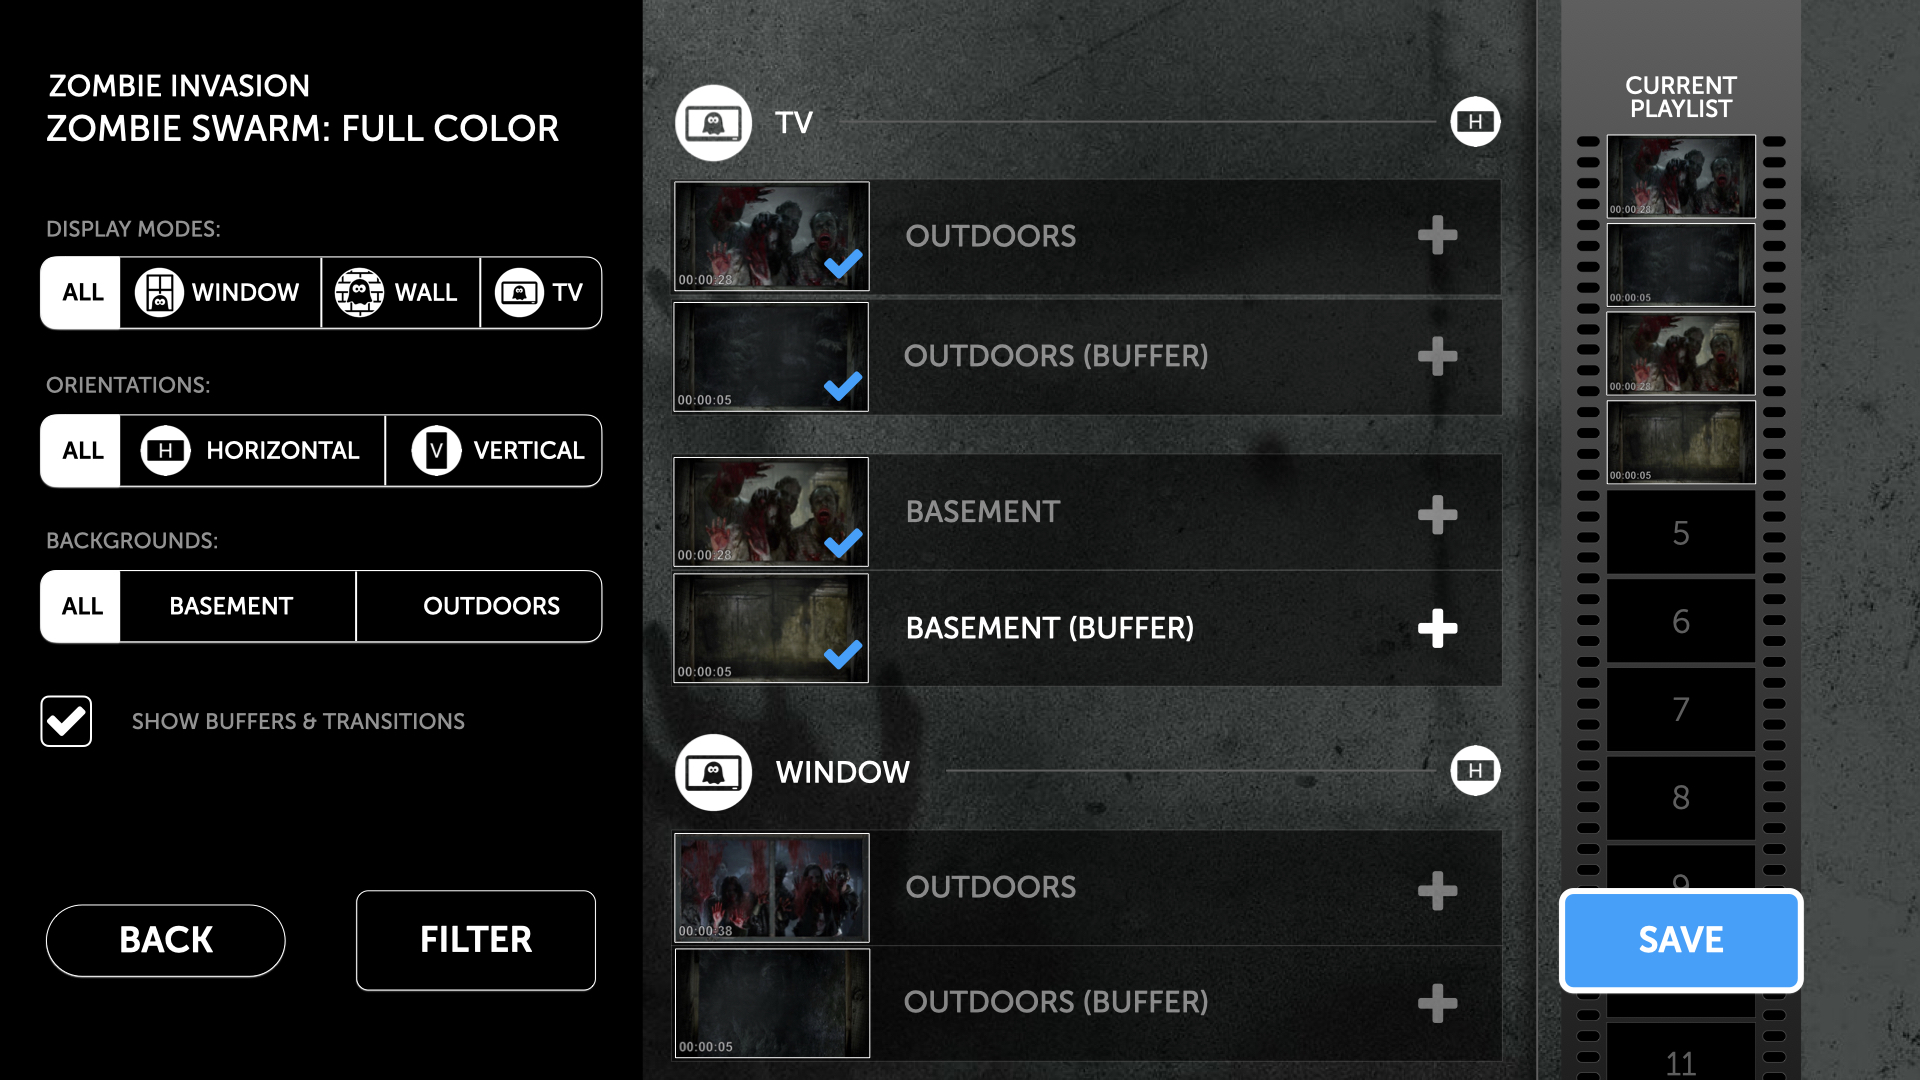 ZOMBIE INVASION
ZOMBIE SWARM: FULL COLOR
DISPLAY MODES:
ALL
WINDOW
WALL
TV
ORIENTATIONS:
ALL
H
HORIZONTAL
V
VERTICAL
BACKGROUNDS:
ALL
BASEMENT
OUTDOORS
SHOW BUFFERS & TRANSITIONS
BACK
FILTER
TV
H
00:00:28
OUTDOORS
00:00:05
OUTDOORS (BUFFER)
00:00:28
BASEMENT
00:00:05
BASEMENT (BUFFER)
WINDOW
H
00:00:38
OUTDOORS
00:00:05
OUTDOORS (BUFFER)
CURRENT
PLAYLIST
00:00:28
00:00:05
00:00:28
00:00:05
5
6
7
8
9
SAVE
11